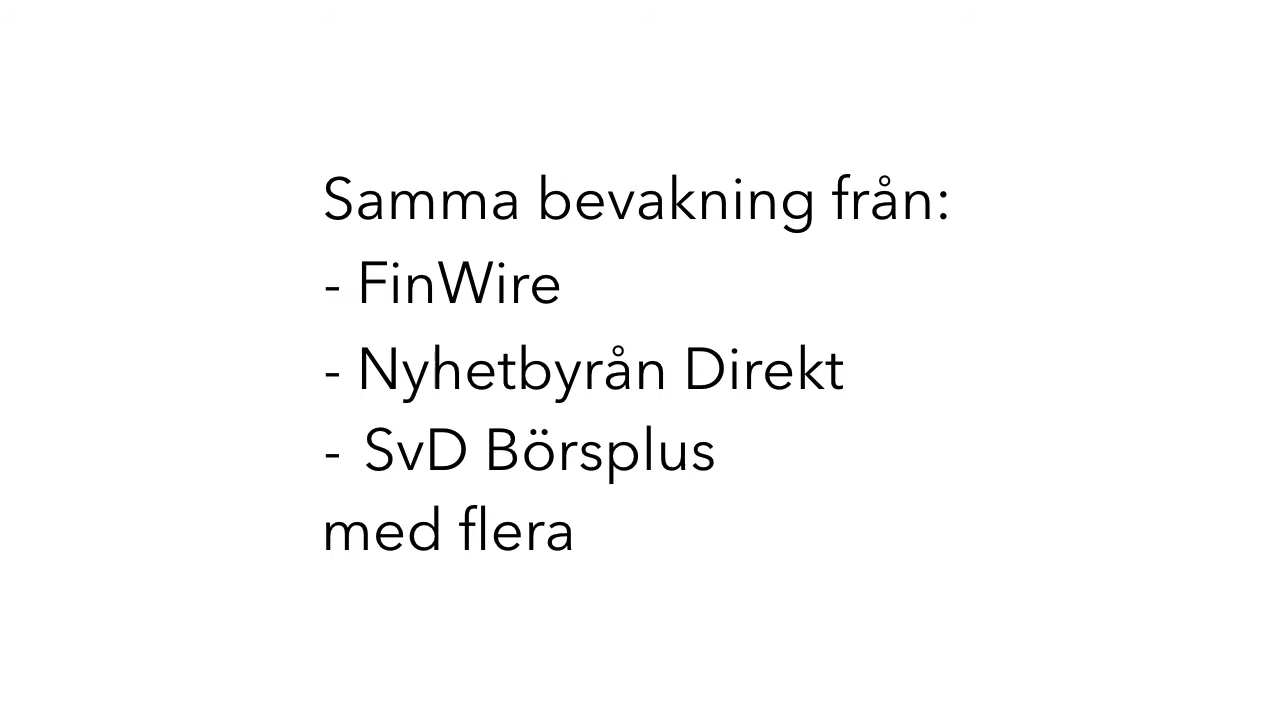 Samma bevakning från:
- FinWire
- Nyhetbyrån Direkt
- SvD Börsplus
med flera